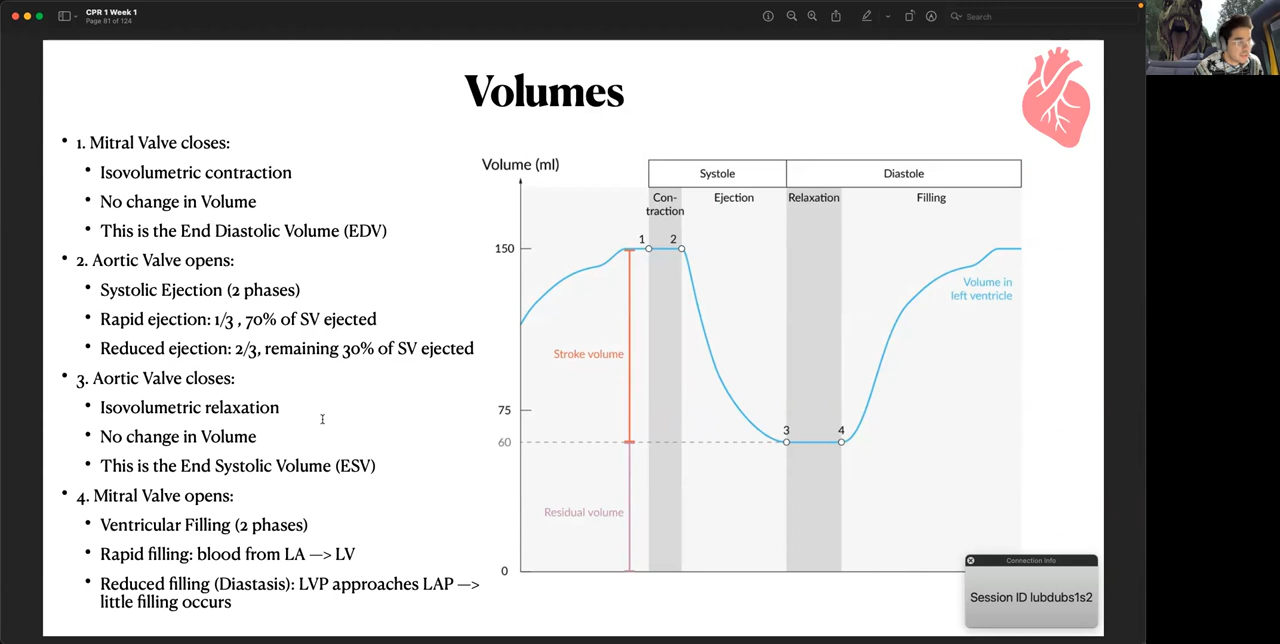 CPR 1 Week 1
Page 81 of 124
Search
Volumes
• 1. Mitral Valve closes:
• Isovolumetric contraction
• No change in Volume
• This is the End Diastolic Volume (EDV)
• 2. Aortic Valve opens:
• Systolic Ejection (2 phases)
• Rapid ejection: 1/3 , 70% of SV ejected
• Reduced ejection: 2/3, remaining 30% of SV ejected
• 3. Aortic Valve closes:
• Isovolumetric relaxation
• No change in Volume
• This is the End Systolic Volume (ESV)
• 4. Mitral Valve opens:
• Ventricular Filling (2 phases)
• Rapid filling: blood from LA —> LV
• Reduced filling (Diastasis): LVP approaches LAP —>
little filling occurs
Volume (ml)
Systole
Diastole
Con-
traction
Ejection
Relaxation
Filling
150
1
2
Volume in
left ventricle
Stroke volume
75
60
3
4
Residual volume
0
Connection Info
Session ID lubdubs1s2